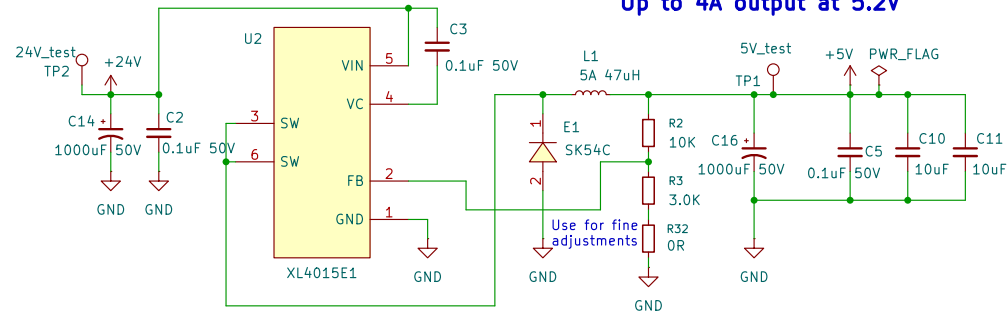 Up to 4A output at 5.2V
24V_test
TP2
+24V
U2
C3
0.1uF 50V
VIN
5
VC
4
L1
5A 47uH
5V_test
TP1
+5V
PWR_FLAG
C14
+
1000uF 50V
C2
0.1uF 50V
3
SW
6
SW
FB
2
GND
1
XL4015E1
GND
GND
GND
1
E1
SK54C
2
GND
R2
10K
R3
3.0K
Use for fine
adjustments
R32
0R
GND
C16
+
1000uF 50V
C5
0.1uF 50V
C10
10uF
C11
10uF
GND